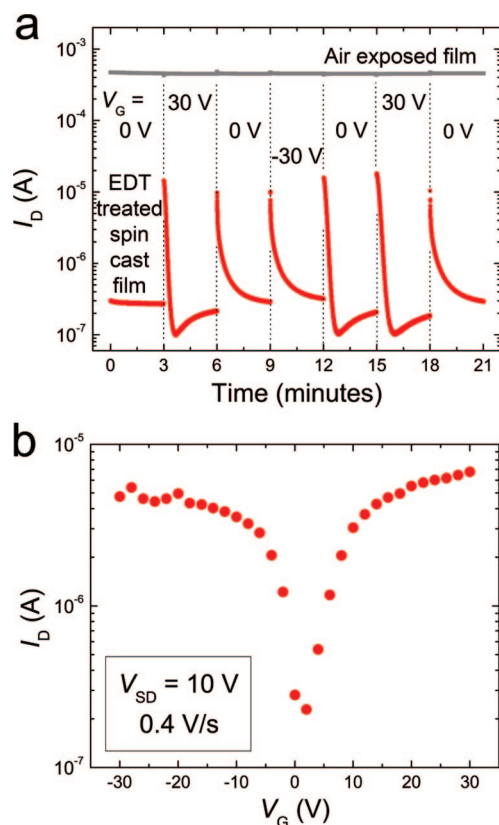 a
10⁻³
Air exposed film
V_G =
0 V
30 V
0 V
-30 V
0 V
30 V
0 V
10⁻⁴
10⁻⁵
10⁻⁶
10⁻⁷
I_D (A)
EDT
treated
spin
cast
film
0 3 6 9 12 15 18 21
Time (minutes)
b
10⁻⁵
10⁻⁶
10⁻⁷
I_D (A)
V_SD = 10 V
0.4 V/s
-30 -20 -10 0 10 20 30
V_G (V)